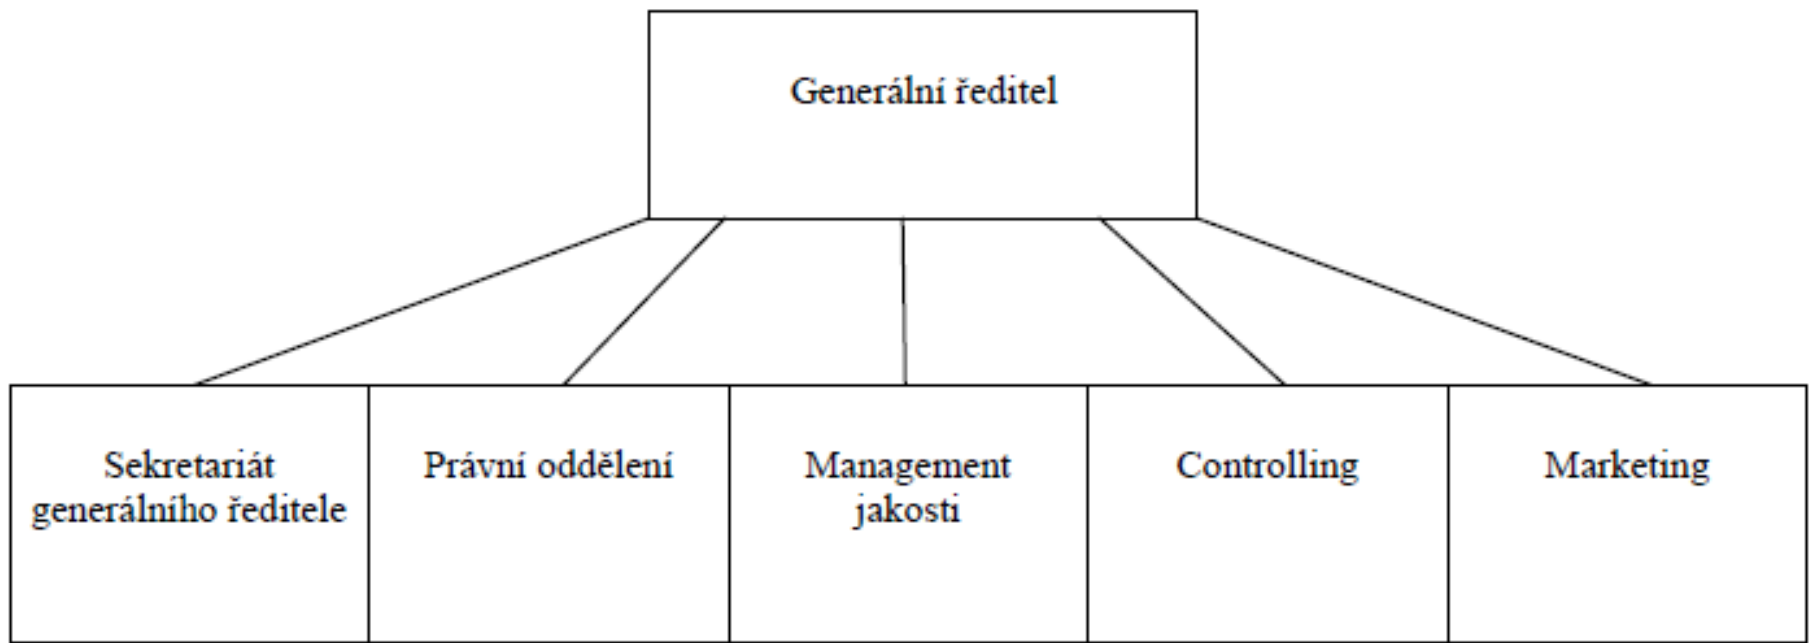 Generální ředitel
Sekretariát
generálního ředitele
Právní oddělení
Management
jakosti
Controlling
Marketing